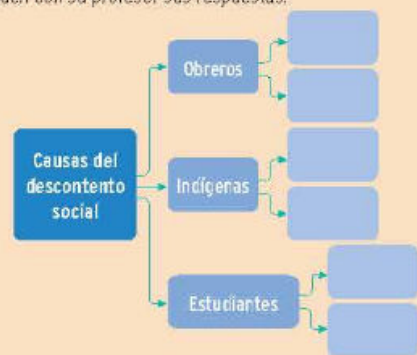 con su profesor sus respuestas.
Obreros
Causas del
descontento
social
Indígenas
Estudiantes